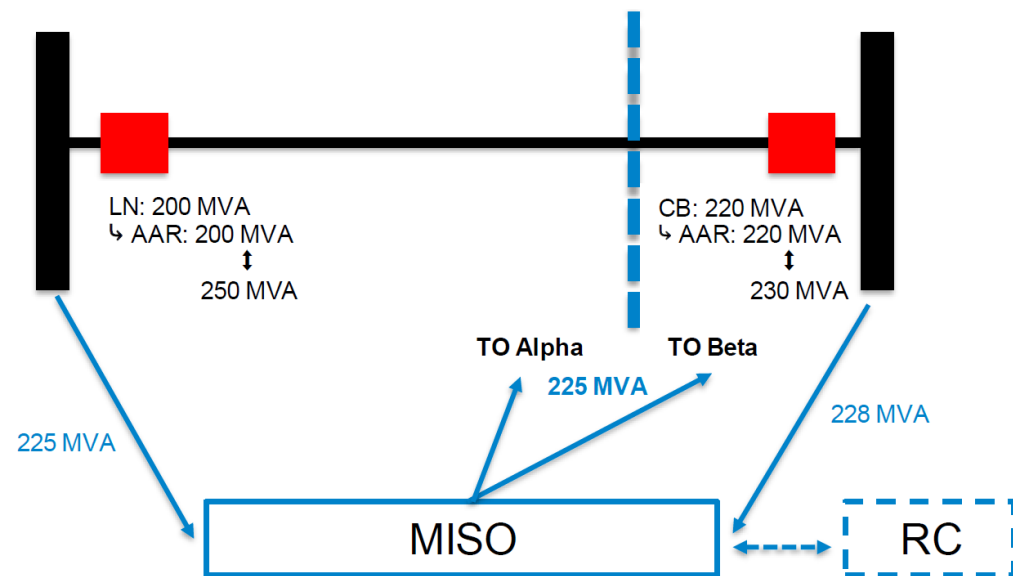 LN: 200 MVA
↳ AAR: 200 MVA
↕
250 MVA
CB: 220 MVA
↳ AAR: 220 MVA
↕
230 MVA
TO Alpha
TO Beta
225 MVA
225 MVA
228 MVA
MISO
RC